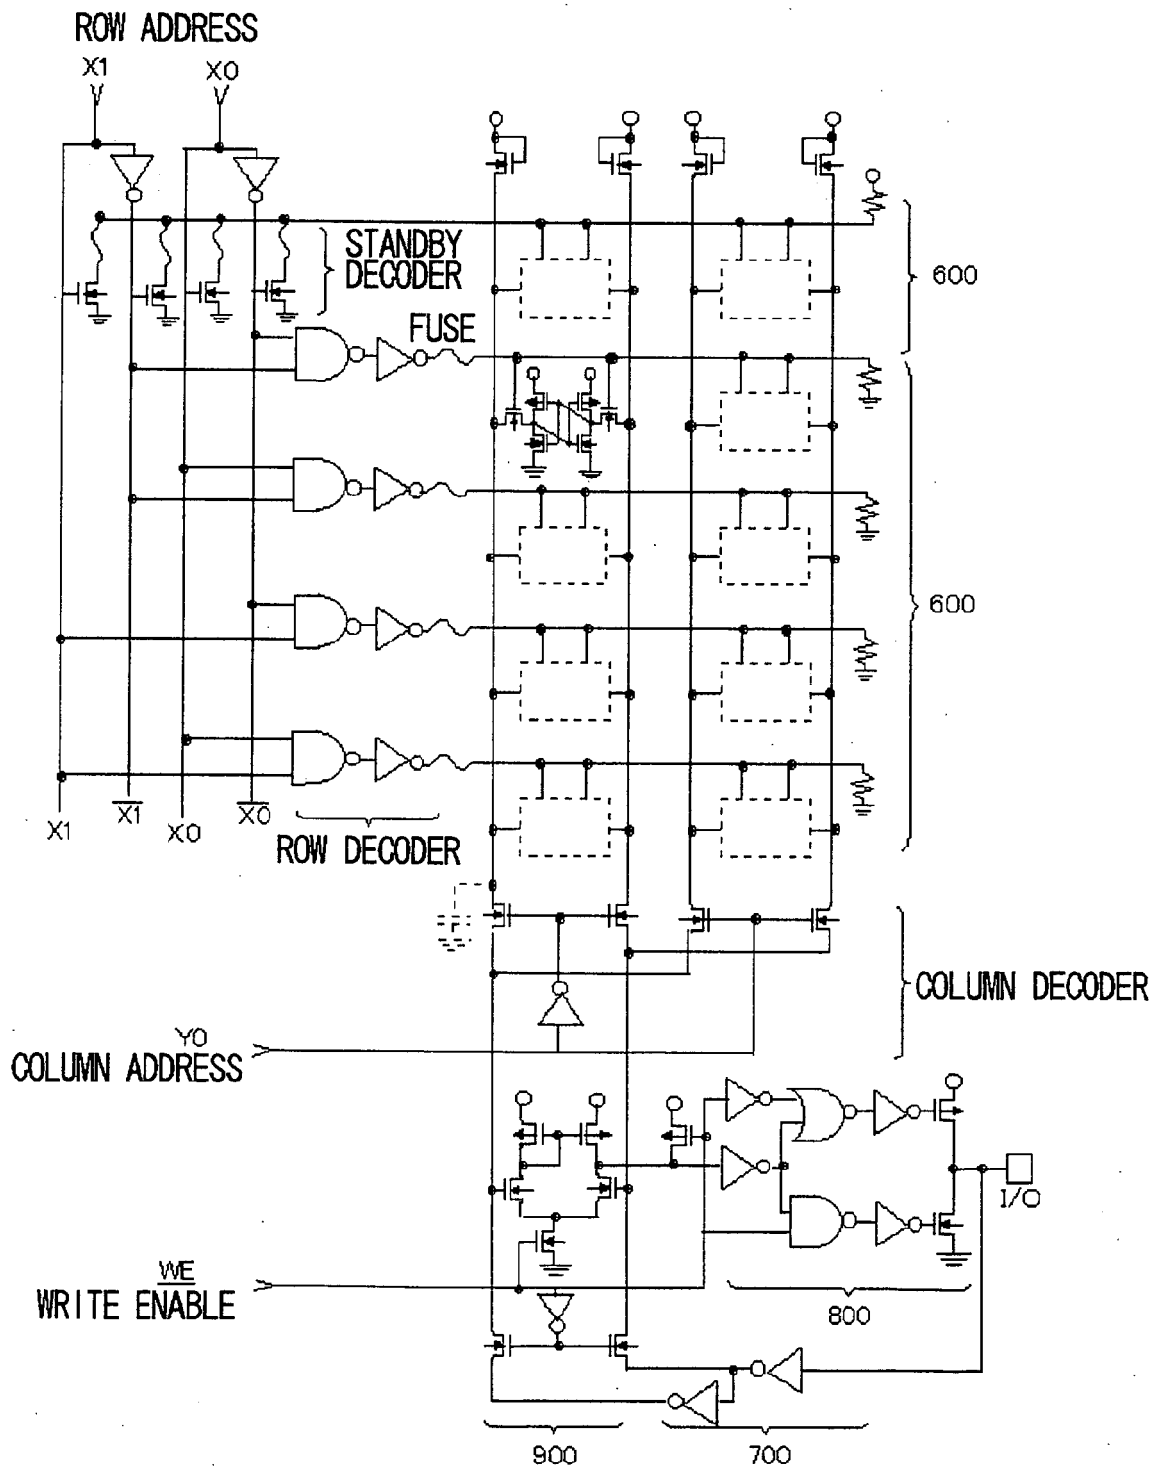 ROW ADDRESS
X1
X0
STANDBY
DECODER
600
FUSE
600
X1
X1
X0
X0
ROW DECODER
COLUMN DECODER
Y0
COLUMN ADDRESS
I/O
WE
WRITE ENABLE
800
900
700